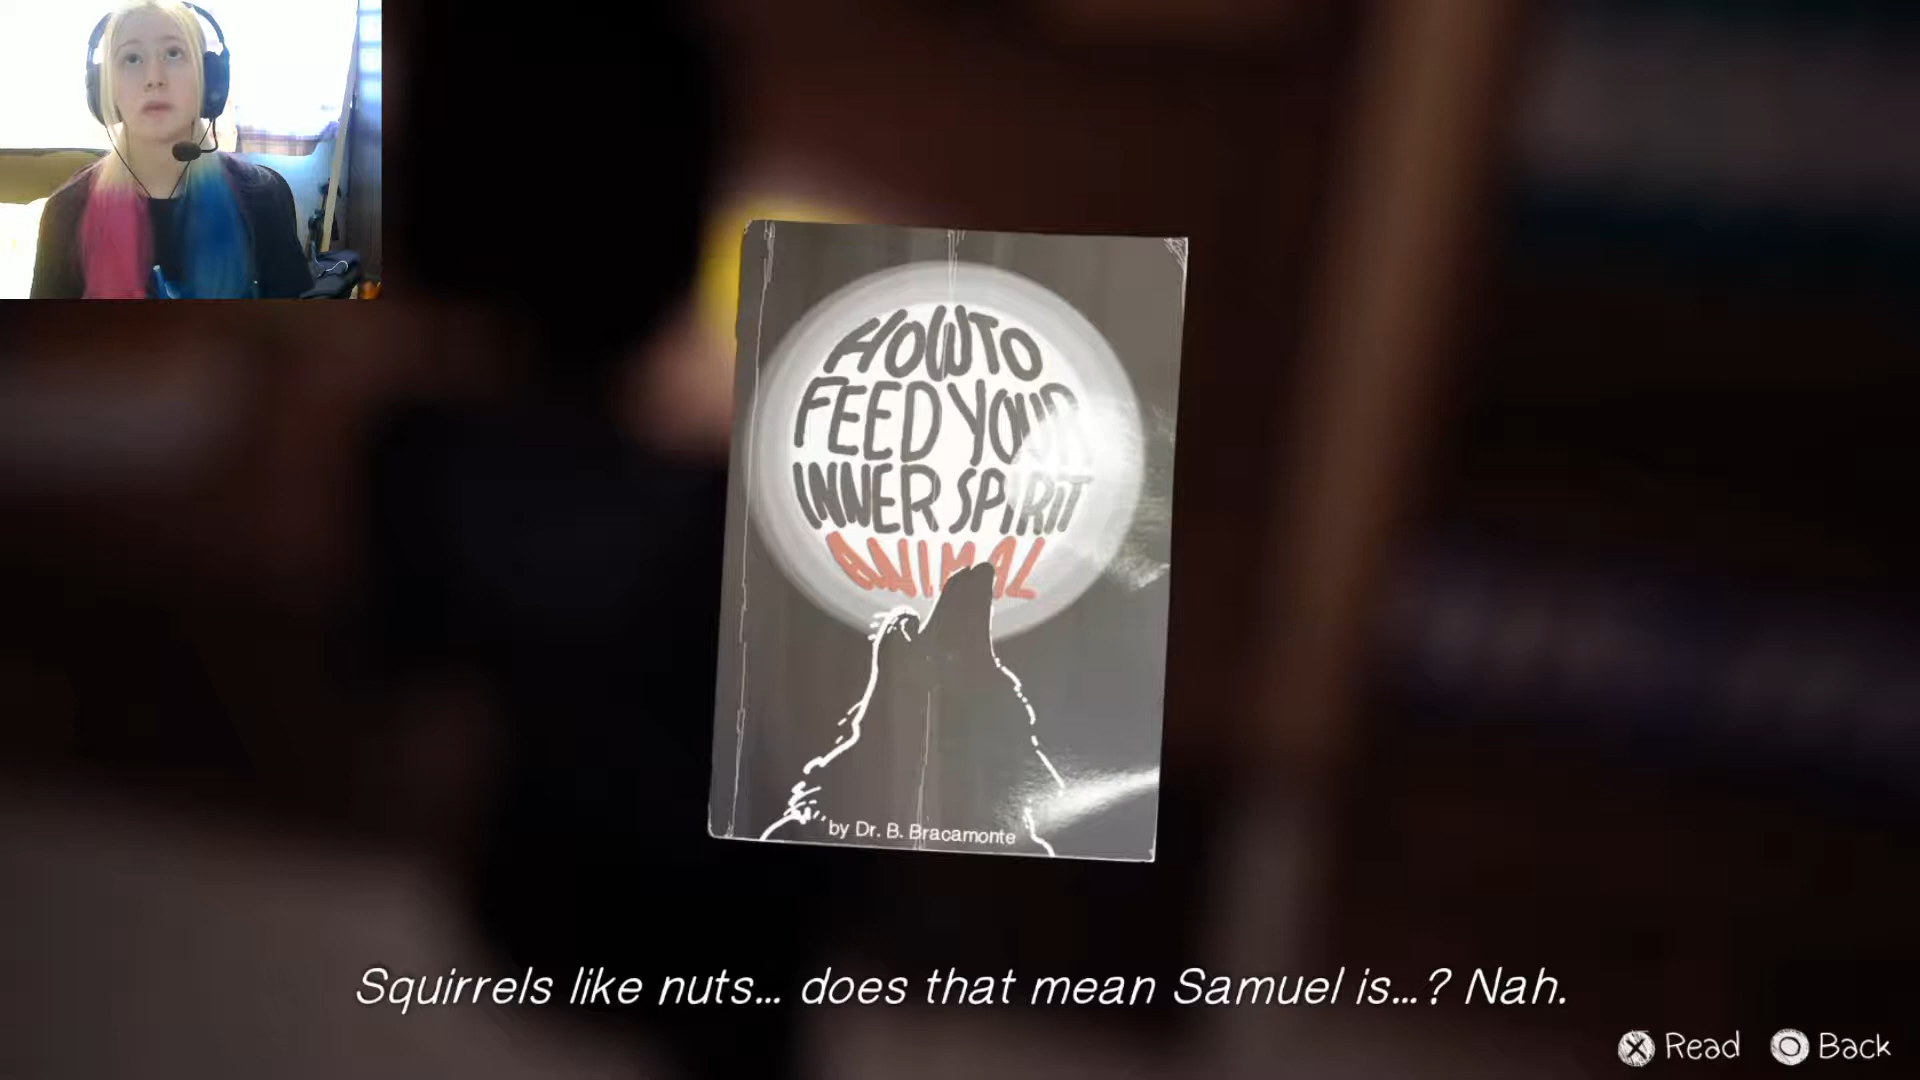 HOW TO
FEED YOUR
INNER SPIRIT
ANIMAL
by Dr. B. Bracamonte
Squirrels like nuts... does that mean Samuel is...? Nah.
Read
Back